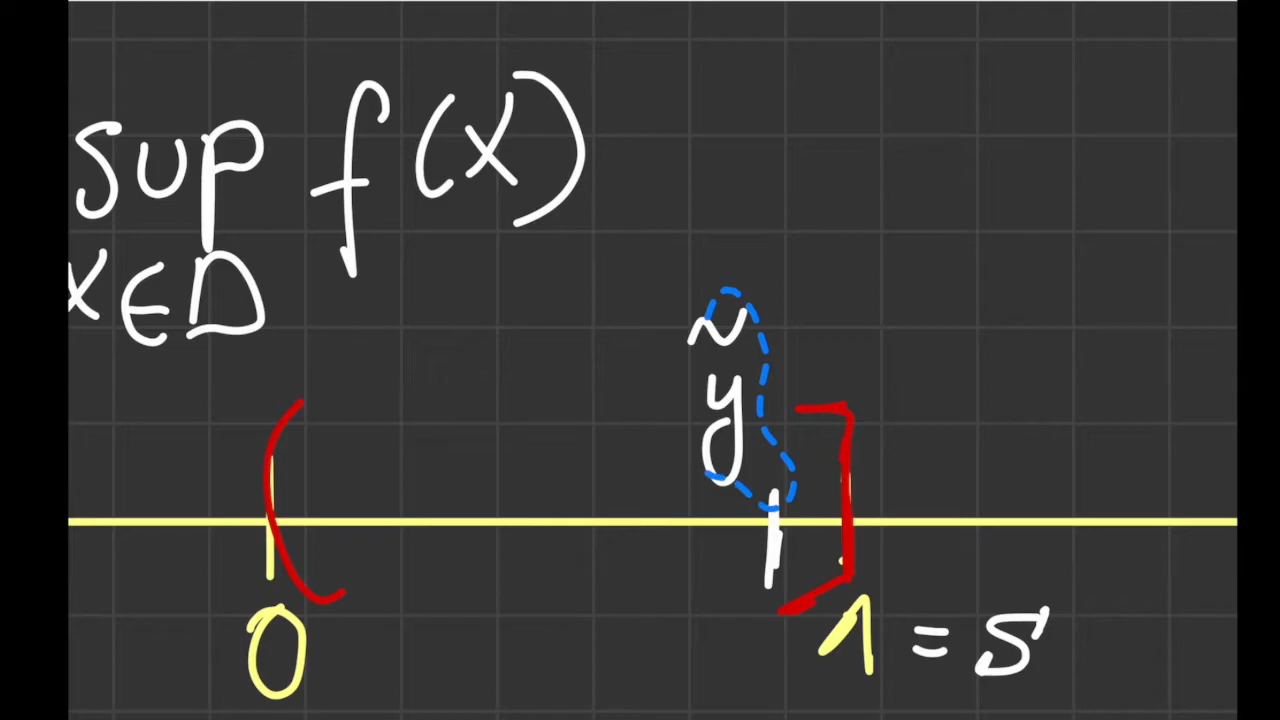 sup f(x)
x∈D
ỹ
0
1 = s